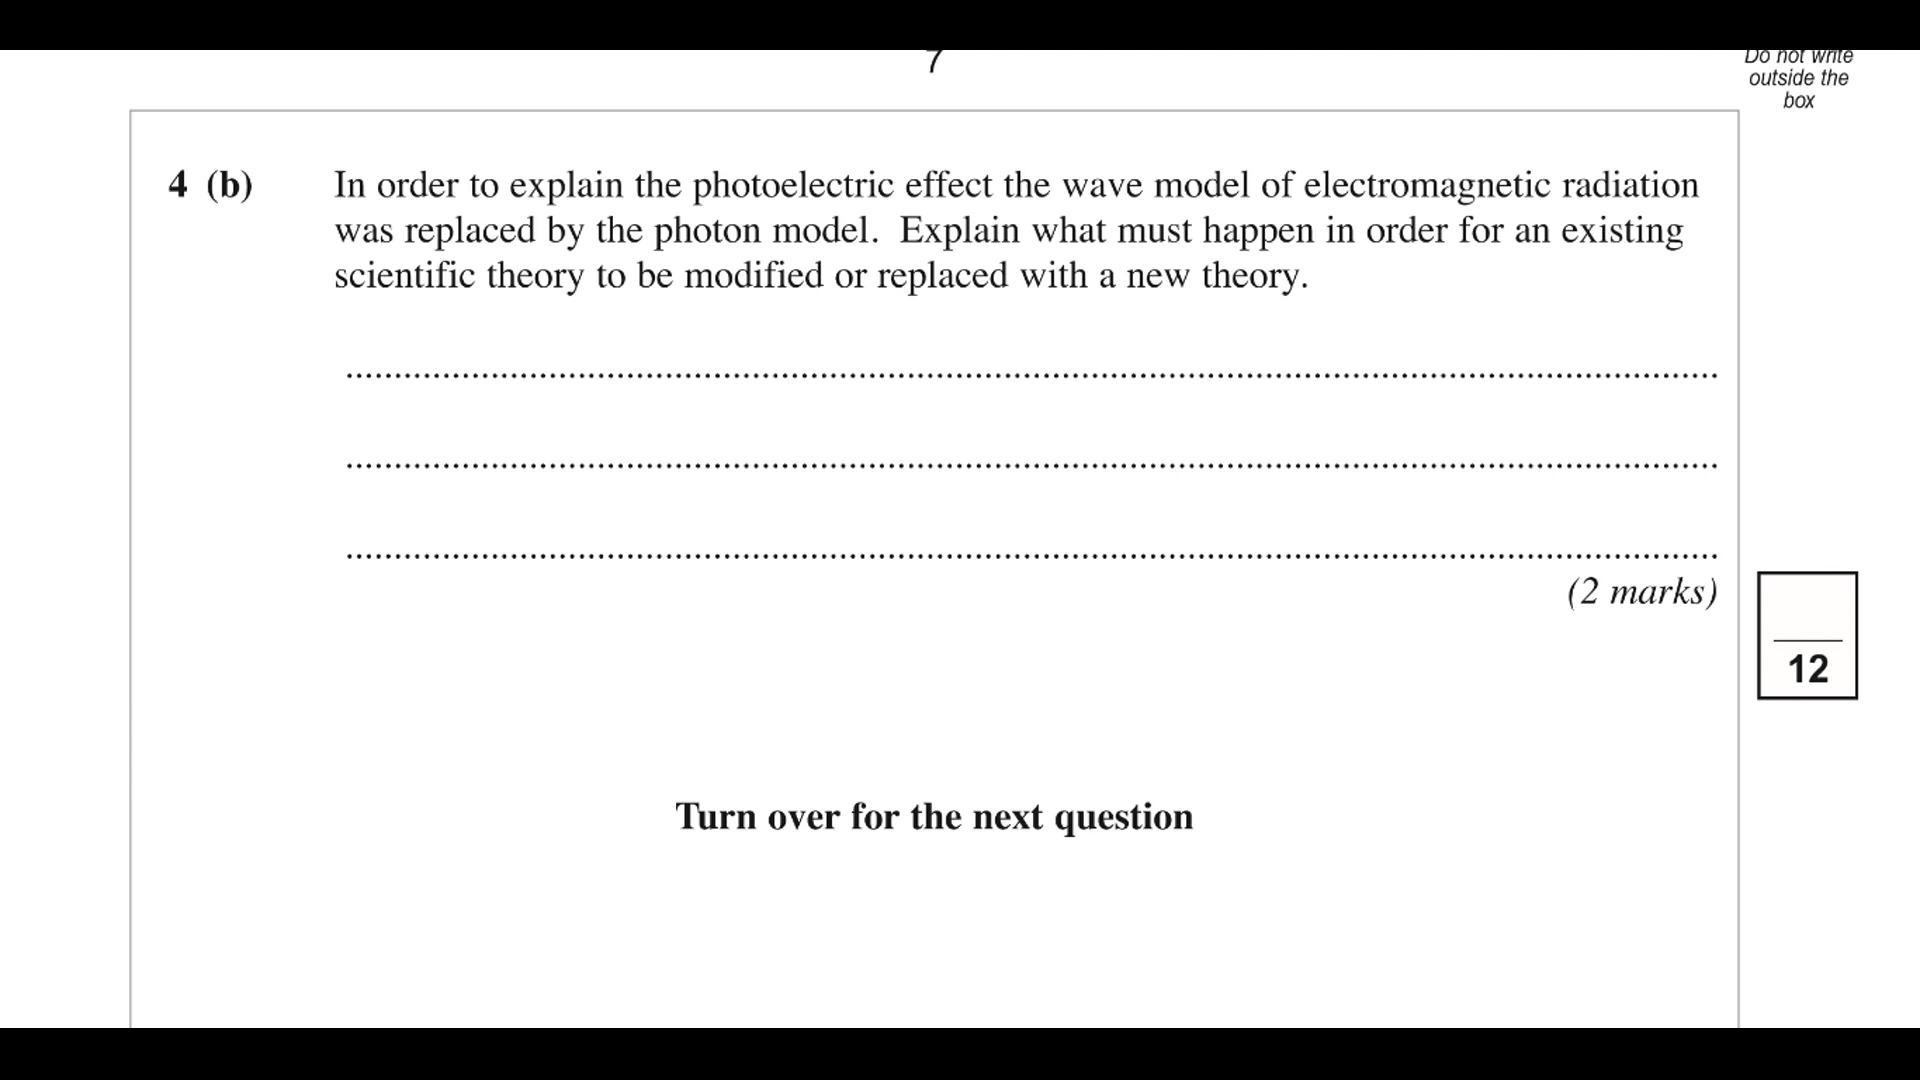 7
Do not write
outside the
box
4 (b) In order to explain the photoelectric effect the wave model of electromagnetic radiation
was replaced by the photon model. Explain what must happen in order for an existing
scientific theory to be modified or replaced with a new theory.
(2 marks)
12
Turn over for the next question